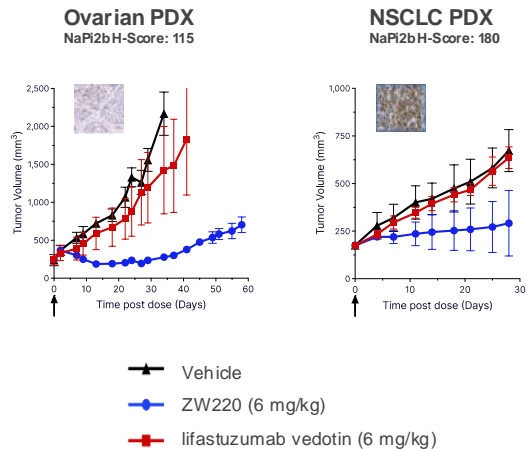 Ovarian PDX
NaPi2b H-Score: 115
NSCLC PDX
NaPi2b H-Score: 180
Tumor Volume (mm³)
2,500
2,000
1,500
1,000
500
0
0 10 20 30 40 50 60
Time post dose (Days)
Tumor Volume (mm³)
1,000
750
500
250
0
0 10 20 30
Time post dose (Days)
Vehicle
ZW220 (6 mg/kg)
lifastuzumab vedotin (6 mg/kg)